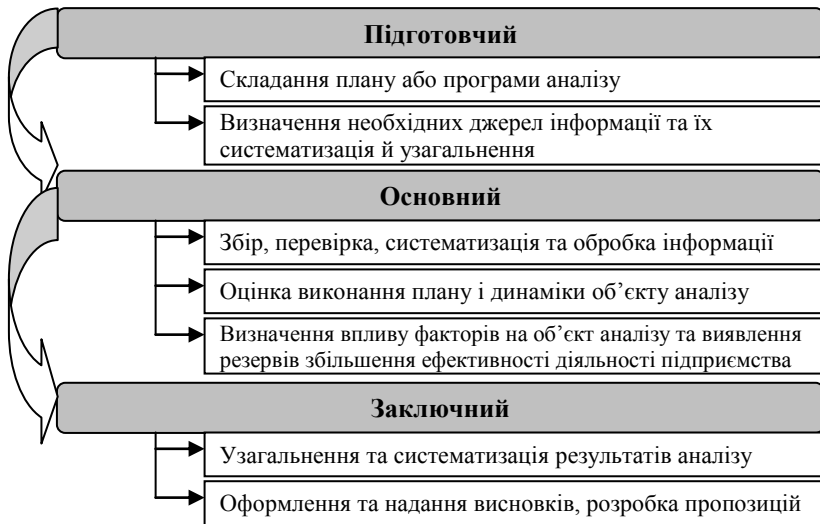 Підготовчий
Складання плану або програми аналізу
Визначення необхідних джерел інформації та їх
систематизація й узагальнення
Основний
Збір, перевірка, систематизація та обробка інформації
Оцінка виконання плану і динаміки об’єкту аналізу
Визначення впливу факторів на об’єкт аналізу та виявлення
резервів збільшення ефективності діяльності підприємства
Заключний
Узагальнення та систематизація результатів аналізу
Оформлення та надання висновків, розробка пропозицій